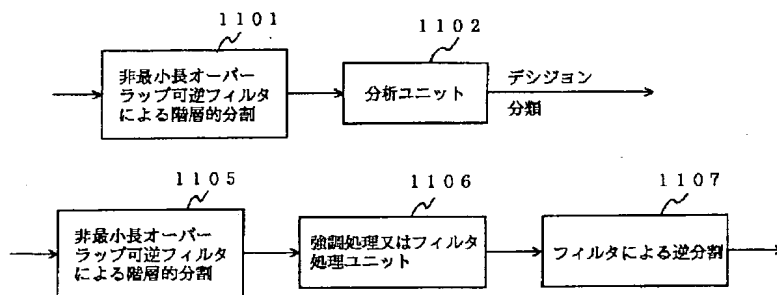 １１０１
１１０２
非最小長オーバー
ラップ可逆フィルタ
による階層的分割
分析ユニット
デシジョン
分類
１１０５
１１０６
１１０７
非最小長オーバー
ラップ可逆フィルタ
による階層的分割
強調処理又はフィルタ
処理ユニット
フィルタによる逆分割